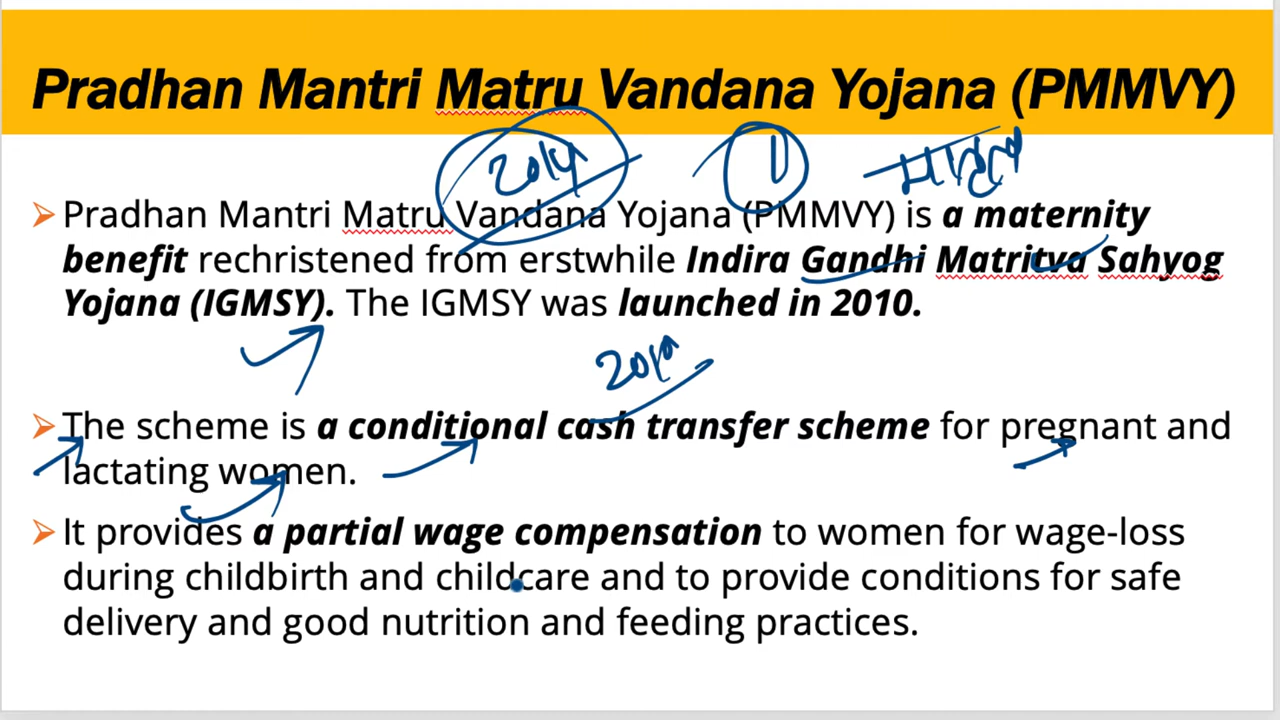 Pradhan Mantri Matru Vandana Yojana (PMMVY)
2014
1
➢ Pradhan Mantri Matru Vandana Yojana (PMMVY) is a maternity
benefit rechristened from erstwhile Indira Gandhi Matritva Sahyog
Yojana (IGMSY). The IGMSY was launched in 2010.
➢ The scheme is a conditional cash transfer scheme for pregnant and
lactating women.
➢ It provides a partial wage compensation to women for wage-loss
during childbirth and childcare and to provide conditions for safe
delivery and good nutrition and feeding practices.